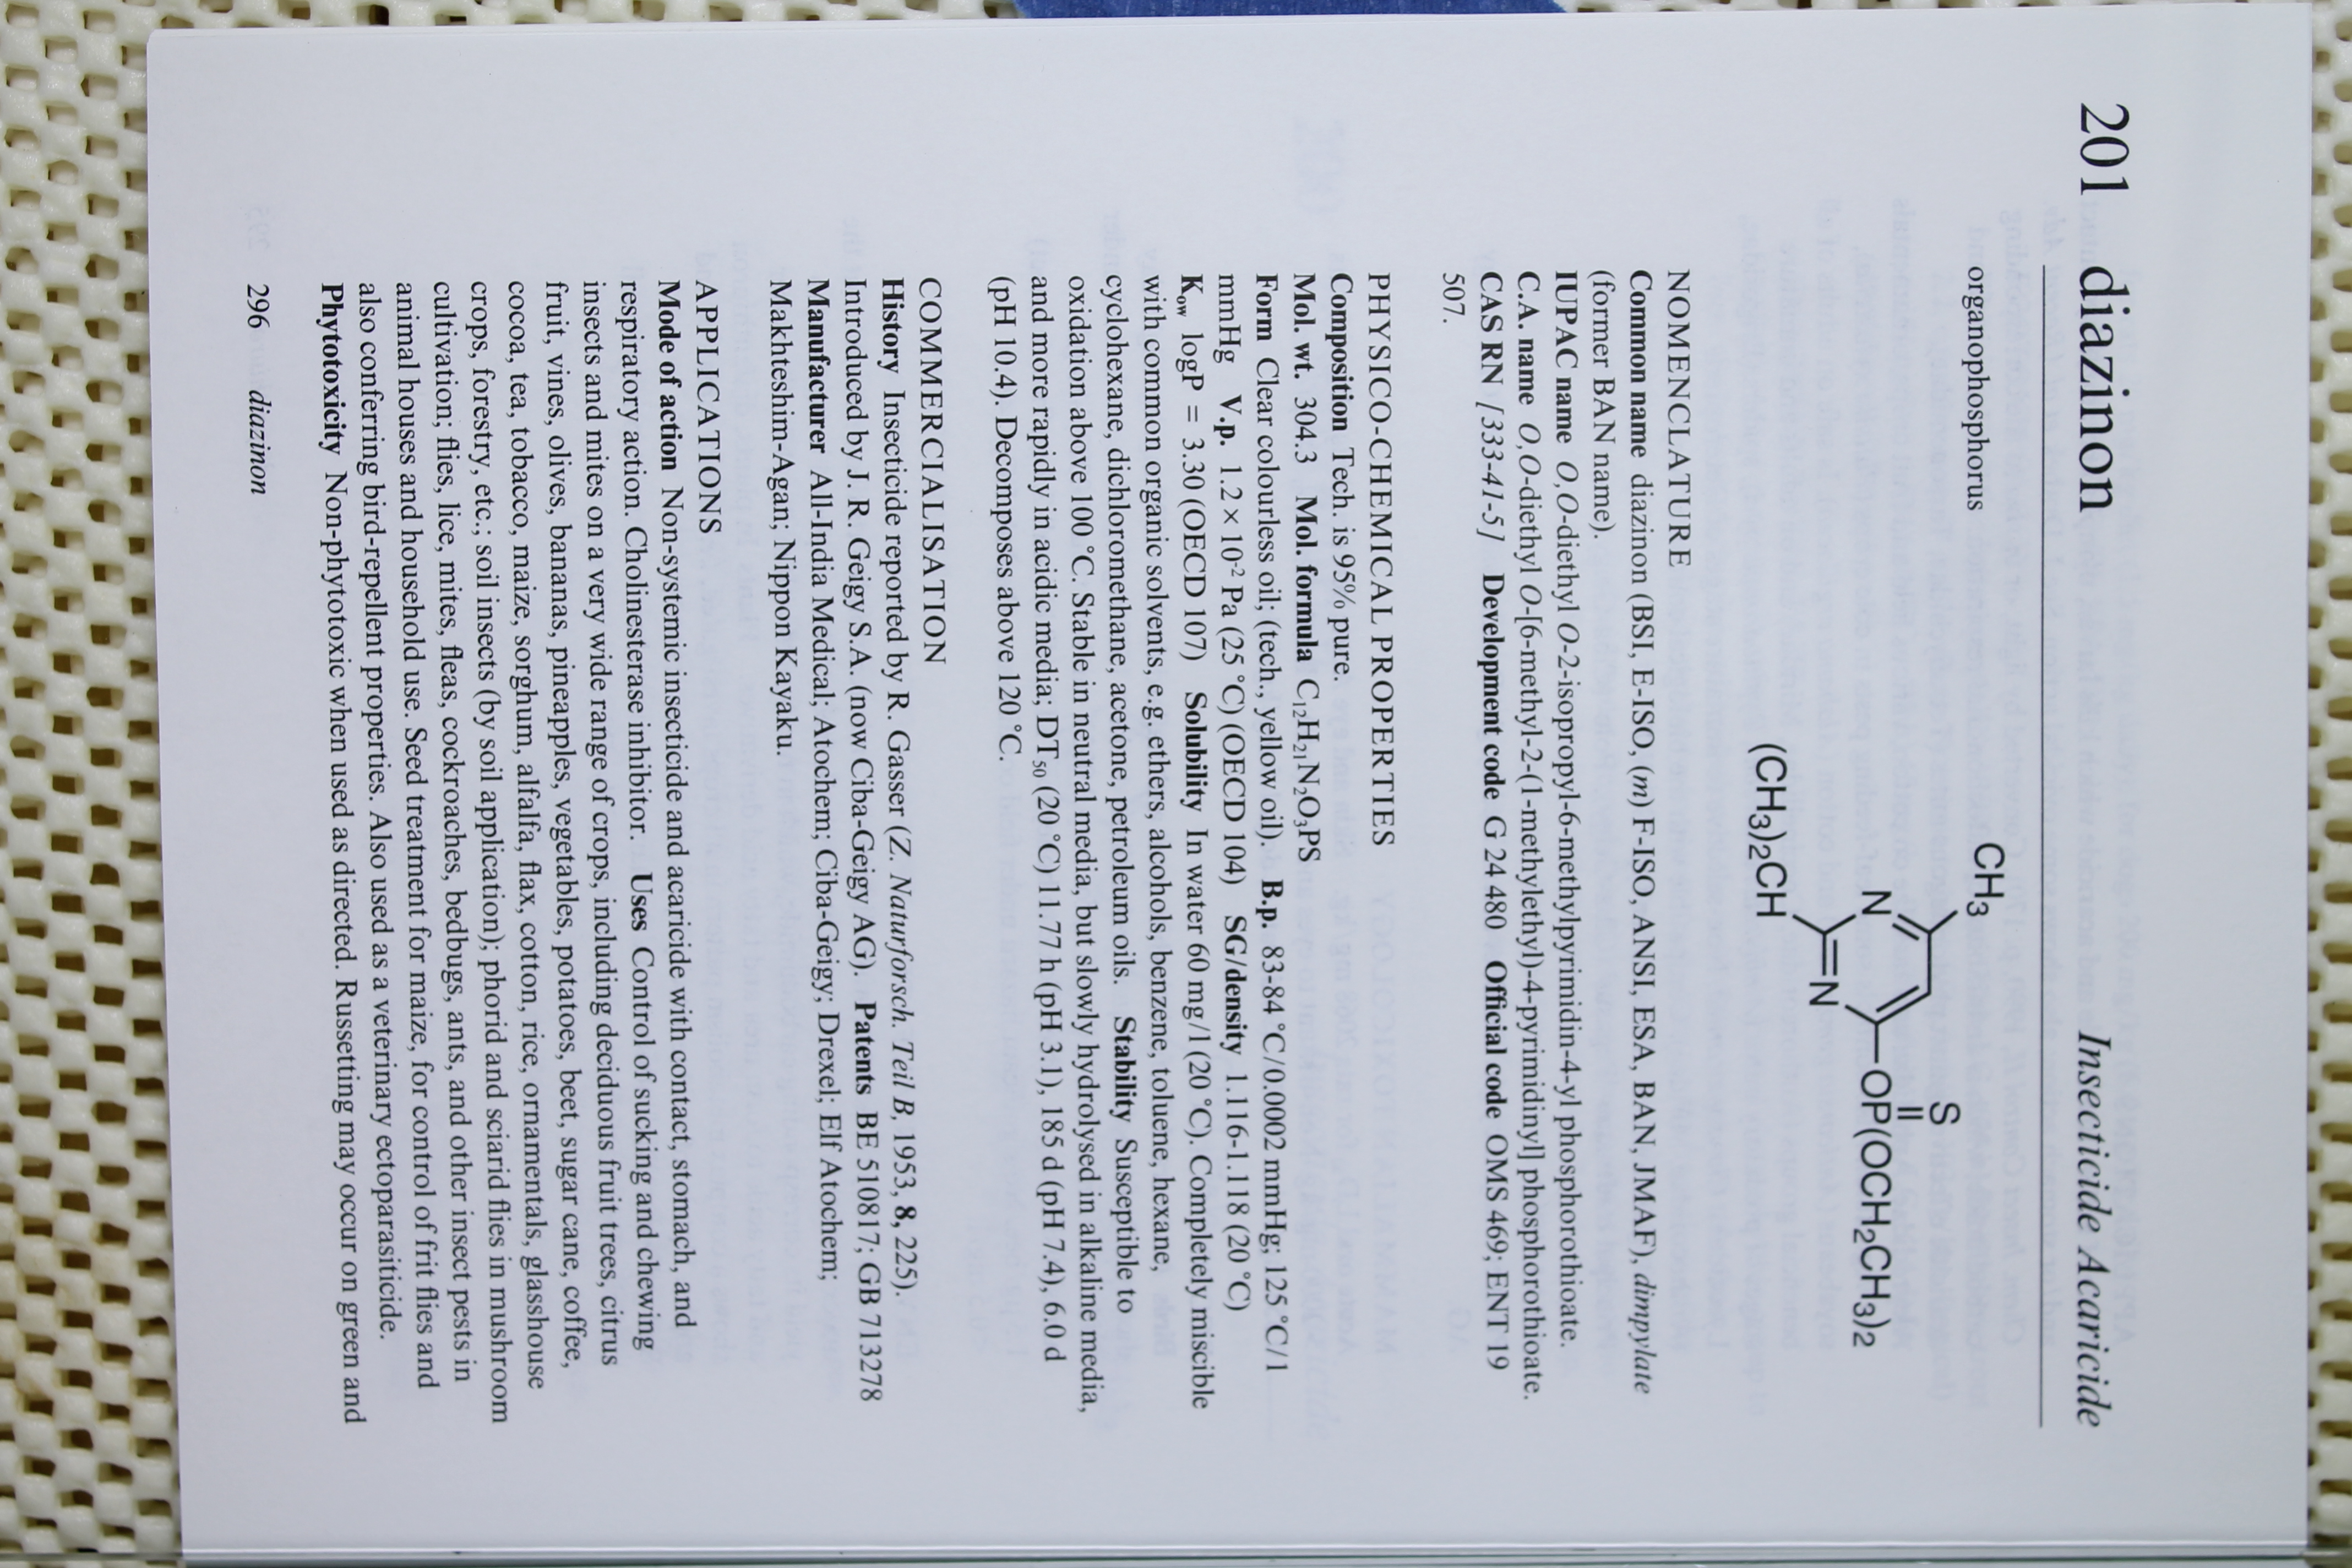 201 diazinon Insecticide Acaricide
organophosphorus
CH3
N
N
(CH3)2CH
S
OP(OCH2CH3)2
NOMENCLATURE
Common name diazinon (BSI, E-ISO, (m) F-ISO, ANSI, ESA, BAN, JMAF), dimpylate
(former BAN name).
IUPAC name O,O-diethyl O-2-isopropyl-6-methylpyrimidin-4-yl phosphorothioate.
C.A. name O,O-diethyl O-[6-methyl-2-(1-methylethyl)-4-pyrimidinyl] phosphorothioate.
CAS RN [333-41-5] Development code G 24 480 Official code OMS 469; ENT 19
507.
PHYSICO-CHEMICAL PROPERTIES
Composition Tech. is 95% pure.
Mol. wt. 304.3 Mol. formula C12H21N2O3PS
Form Clear colourless oil; (tech., yellow oil). B.p. 83-84 °C/0.0002 mmHg; 125 °C/1
mmHg V.p. 1.2 × 10-2 Pa (25 °C) (OECD 104) SG/density 1.116-1.118 (20 °C)
Kow logP = 3.30 (OECD 107) Solubility In water 60 mg/l (20 °C). Completely miscible
with common organic solvents, e.g. ethers, alcohols, benzene, toluene, hexane,
cyclohexane, dichloromethane, acetone, petroleum oils. Stability Susceptible to
oxidation above 100 °C. Stable in neutral media, but slowly hydrolysed in alkaline media,
and more rapidly in acidic media; DT50 (20 °C) 11.77 h (pH 3.1), 185 d (pH 7.4), 6.0 d
(pH 10.4). Decomposes above 120 °C.
COMMERCIALISATION
History Insecticide reported by R. Gasser (Z. Naturforsch. Teil B, 1953, 8, 225).
Introduced by J. R. Geigy S.A. (now Ciba-Geigy AG). Patents BE 510817; GB 713278
Manufacturer All-India Medical; Atochem; Ciba-Geigy; Drexel; Elf Atochem;
Makhteshim-Agan; Nippon Kayaku.
APPLICATIONS
Mode of action Non-systemic insecticide and acaricide with contact, stomach, and
respiratory action. Cholinesterase inhibitor. Uses Control of sucking and chewing
insects and mites on a very wide range of crops, including deciduous fruit trees, citrus
fruit, vines, olives, bananas, pineapples, vegetables, potatoes, beet, sugar cane, coffee,
cocoa, tea, tobacco, maize, sorghum, alfalfa, flax, cotton, rice, ornamentals, glasshouse
crops, forestry, etc.; soil insects (by soil application); phorid and sciarid flies in mushroom
cultivation; flies, lice, mites, fleas, cockroaches, bedbugs, ants, and other insect pests in
animal houses and household use. Seed treatment for maize, for control of frit flies and
also conferring bird-repellent properties. Also used as a veterinary ectoparasiticide.
Phytotoxicity Non-phytotoxic when used as directed. Russetting may occur on green and
296 diazinon